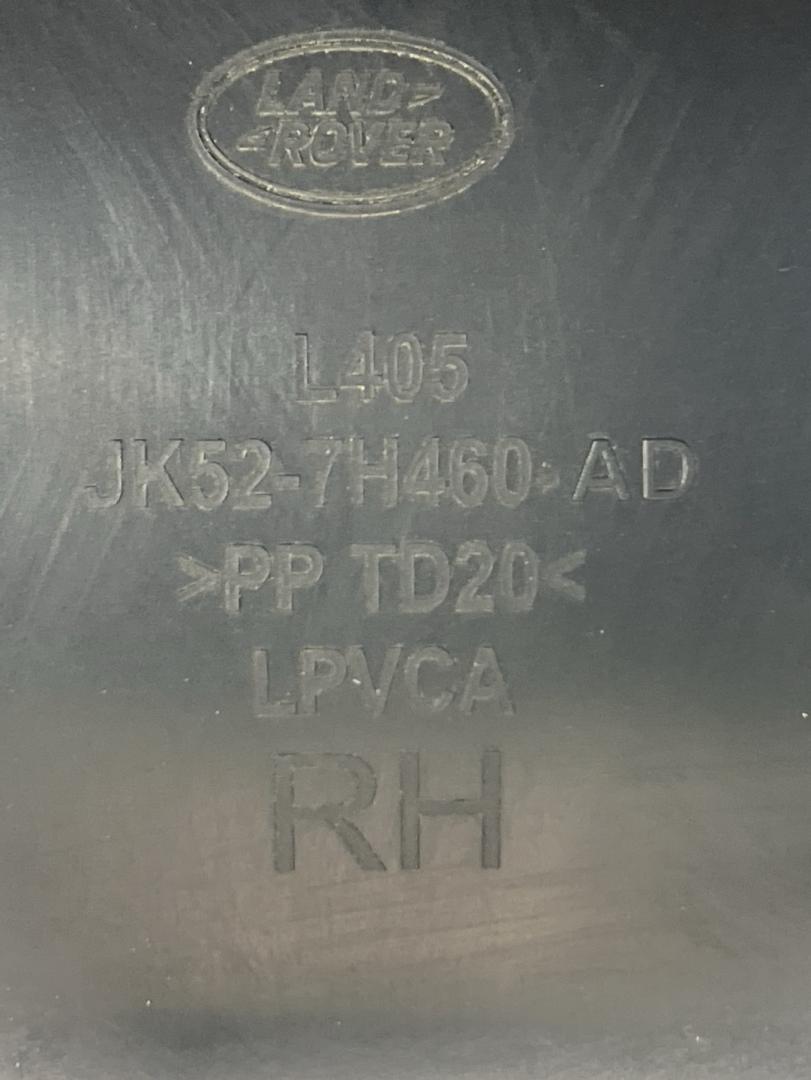 LAND-
-ROVER
L405
JK52-7H460-AD
>PP TD20<
LPVCA
RH